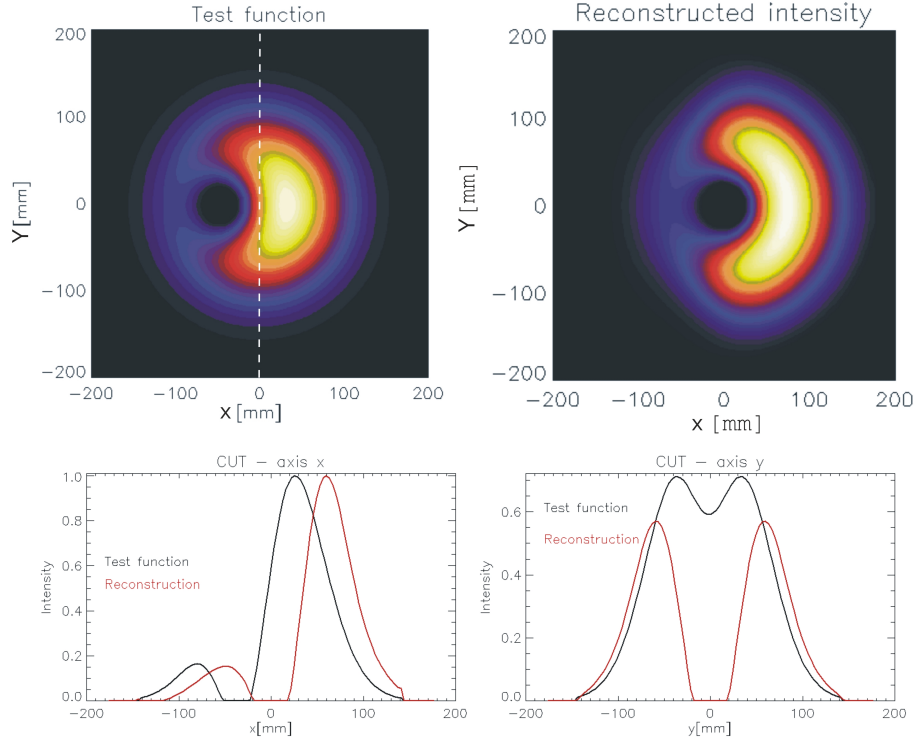 Test function
200
100
0
-100
-200
Y[mm]
-200
-100
0
100
200
x[mm]
Reconstructed intensity
200
100
0
-100
-200
Y[mm]
-200
-100
0
100
200
x [mm]
CUT - axis x
1.0
0.8
0.6
0.4
0.2
0.0
Intensity
Test function
Reconstruction
-200
-100
0
100
200
x[mm]
CUT - axis y
0.6
0.4
0.2
0.0
Intensity
Test function
Reconstruction
-200
-100
0
100
200
y[mm]